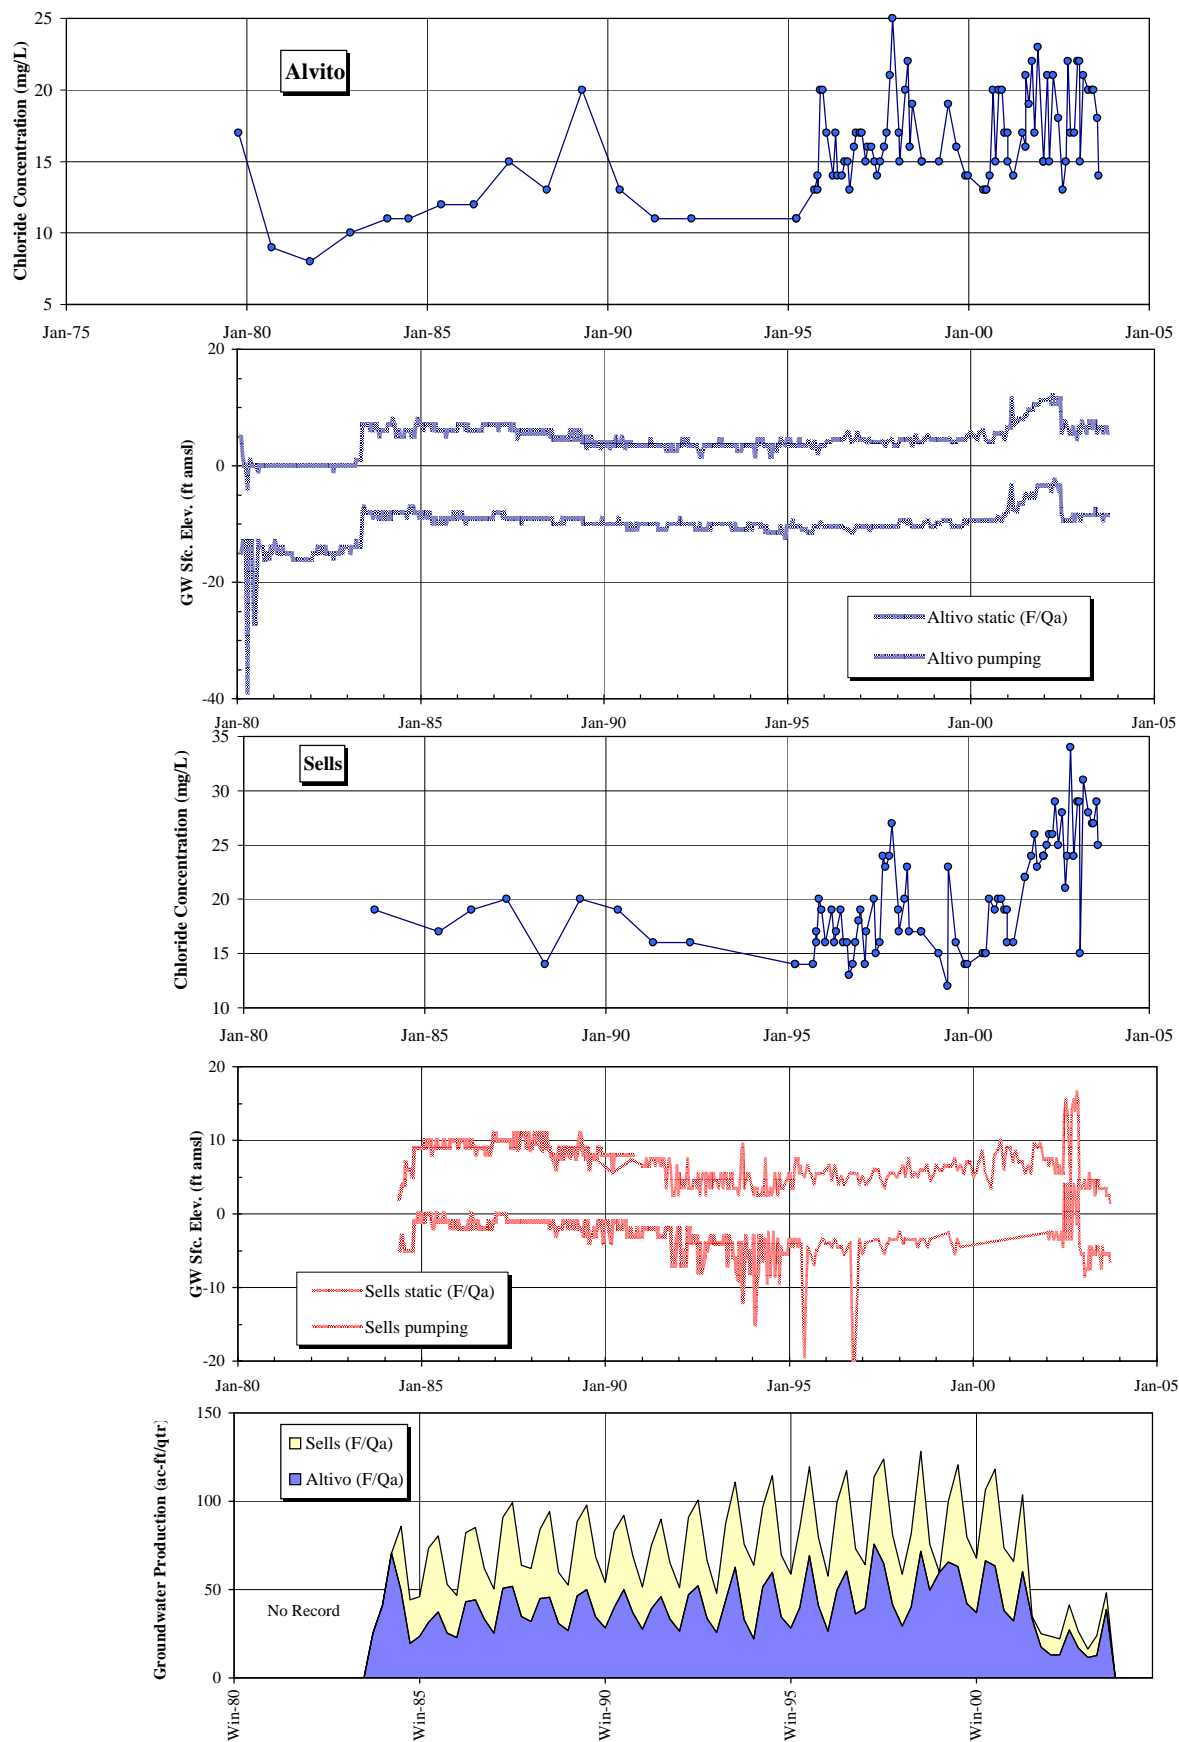 25
20
15
10
5
Chloride Concentration (mg/L)
Alvito
Jan-75
Jan-80
Jan-85
Jan-90
Jan-95
Jan-00
Jan-05
20
0
-20
-40
GW Sfc. Elev. (ft amsl)
Altivo static (F/Qa)
Altivo pumping
Jan-80
Jan-85
Jan-90
Jan-95
Jan-00
Jan-05
35
30
25
20
15
10
Chloride Concentration (mg/L)
Sells
Jan-80
Jan-85
Jan-90
Jan-95
Jan-00
Jan-05
20
10
0
-10
-20
GW Sfc. Elev. (ft amsl)
Sells static (F/Qa)
Sells pumping
Jan-80
Jan-85
Jan-90
Jan-95
Jan-00
Jan-05
150
100
50
0
Groundwater Production (ac-ft/qtr)
Sells (F/Qa)
Altivo (F/Qa)
No Record
Win-80
Win-85
Win-90
Win-95
Win-00